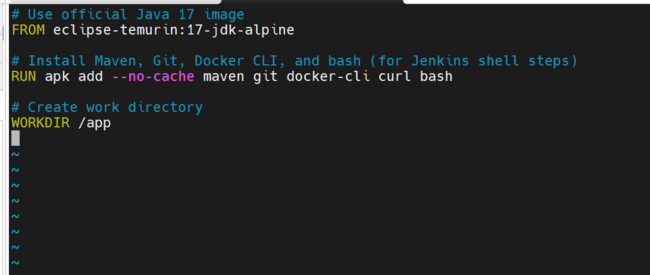 # Use official Java 17 image
FROM eclipse-temurin:17-jdk-alpine
# Install Maven, Git, Docker CLI, and bash (for Jenkins shell steps)
RUN apk add --no-cache maven git docker-cli curl bash
# Create work directory
WORKDIR /app
~
~
~
~
~
~
~
~